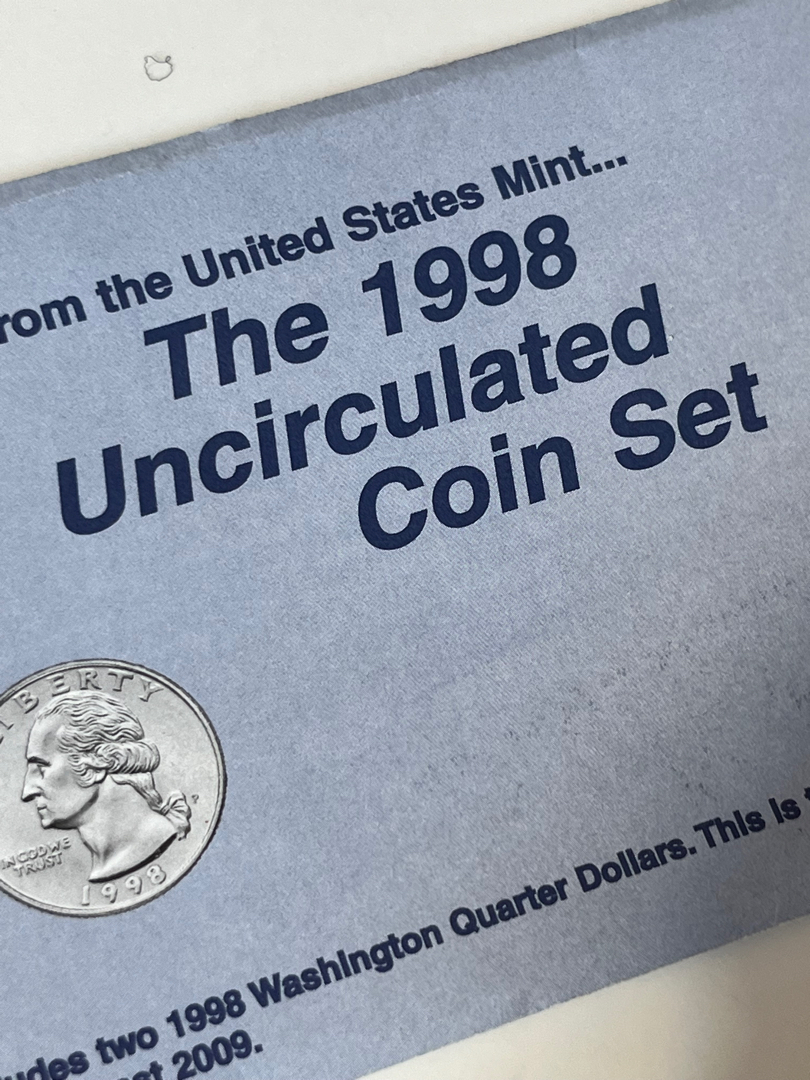 rom the United States Mint...
The 1998
Uncirculated
Coin Set
LIBERTY
IN GOD WE
TRUST
P
1998
udes two 1998 Washington Quarter Dollars. This is
2009.